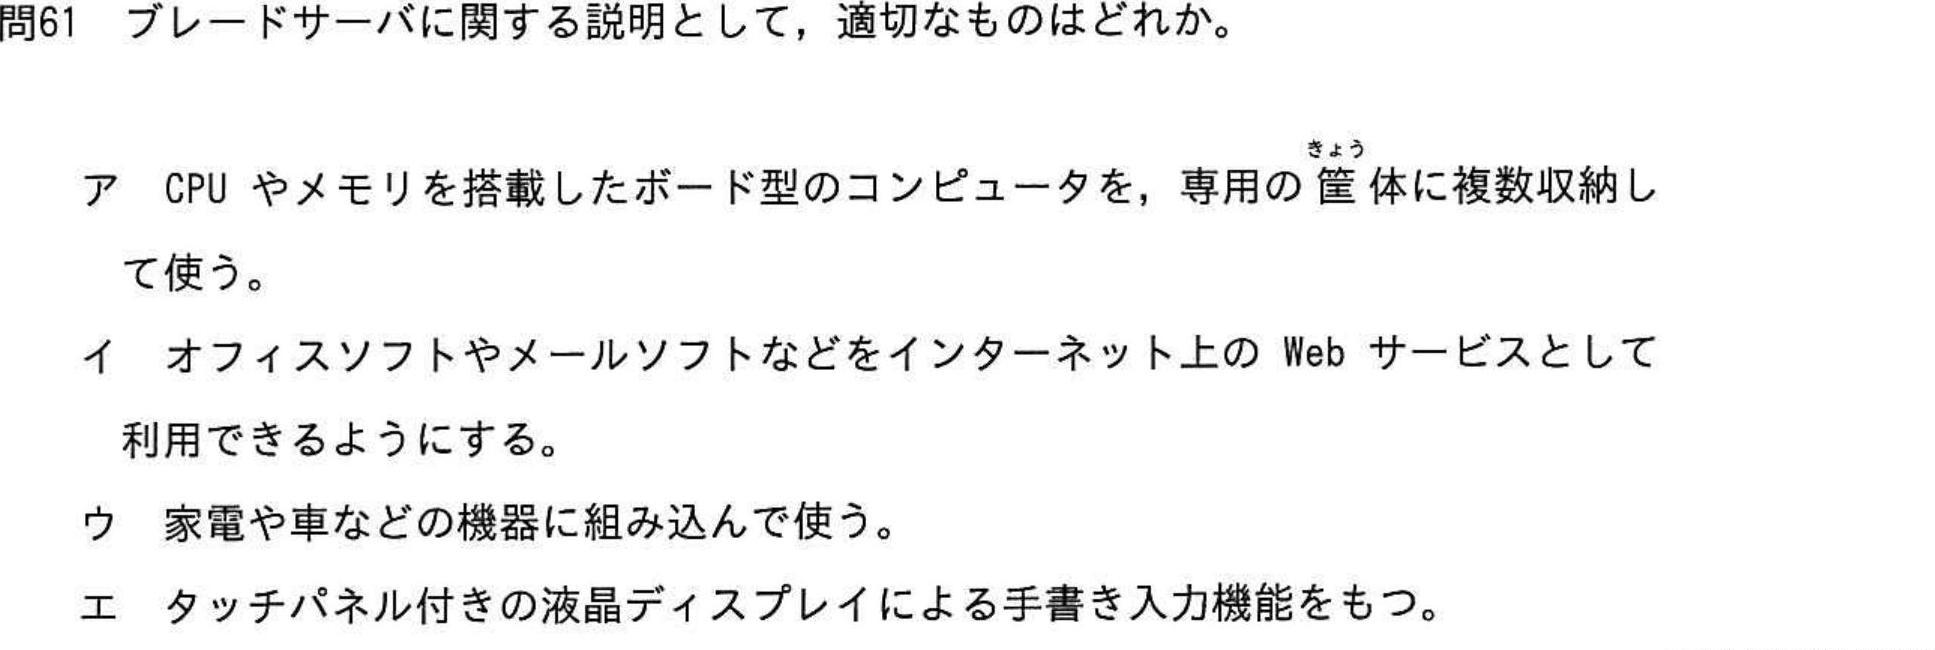 問61　ブレードサーバに関する説明として，適切なものはどれか。
きょう
ア　CPU やメモリを搭載したボード型のコンピュータを，専用の筐体に複数収納し
て使う。
イ　オフィスソフトやメールソフトなどをインターネット上の Web サービスとして
利用できるようにする。
ウ　家電や車などの機器に組み込んで使う。
エ　タッチパネル付きの液晶ディスプレイによる手書き入力機能をもつ。